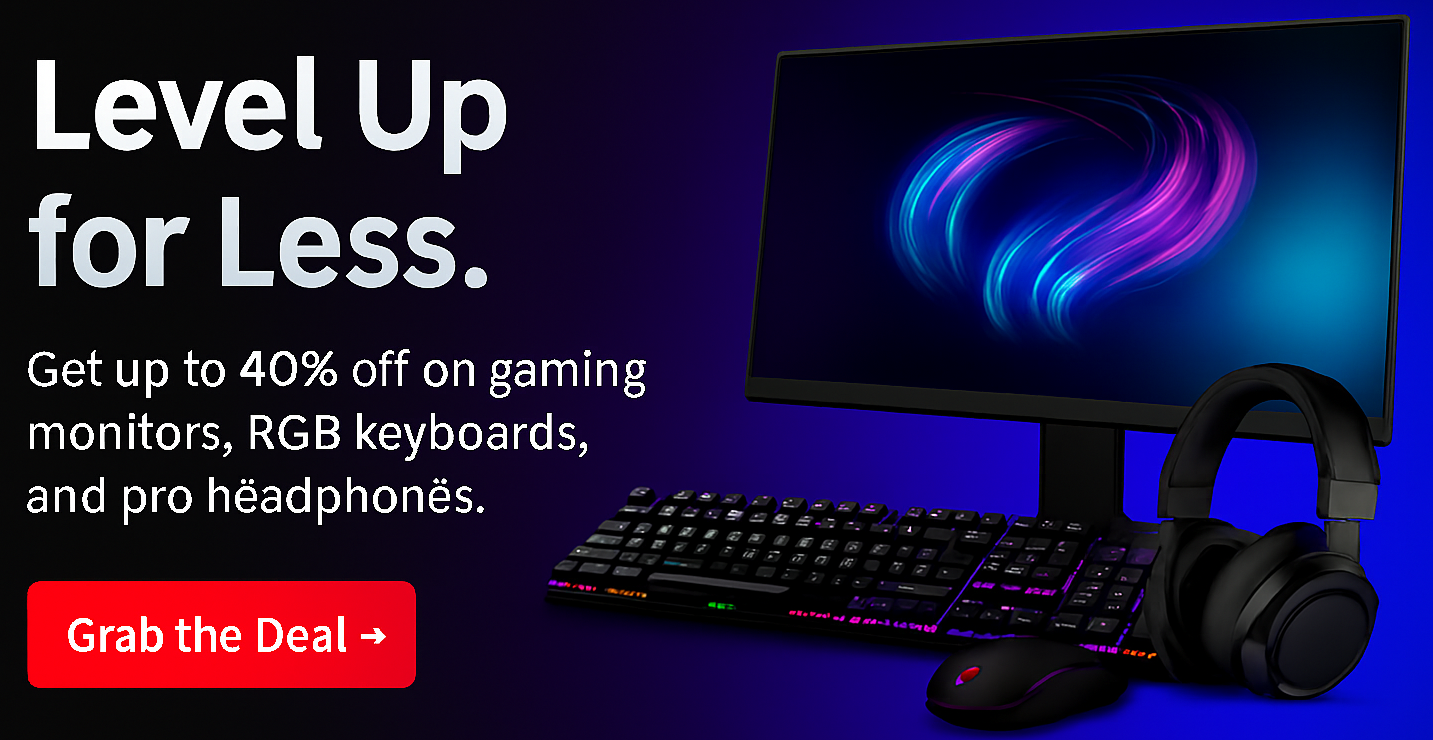 Level Up
for Less.
Get up to 40% off on gaming
monitors, RGB keyboards,
and pro hëadphonës.
Grab the Deal →